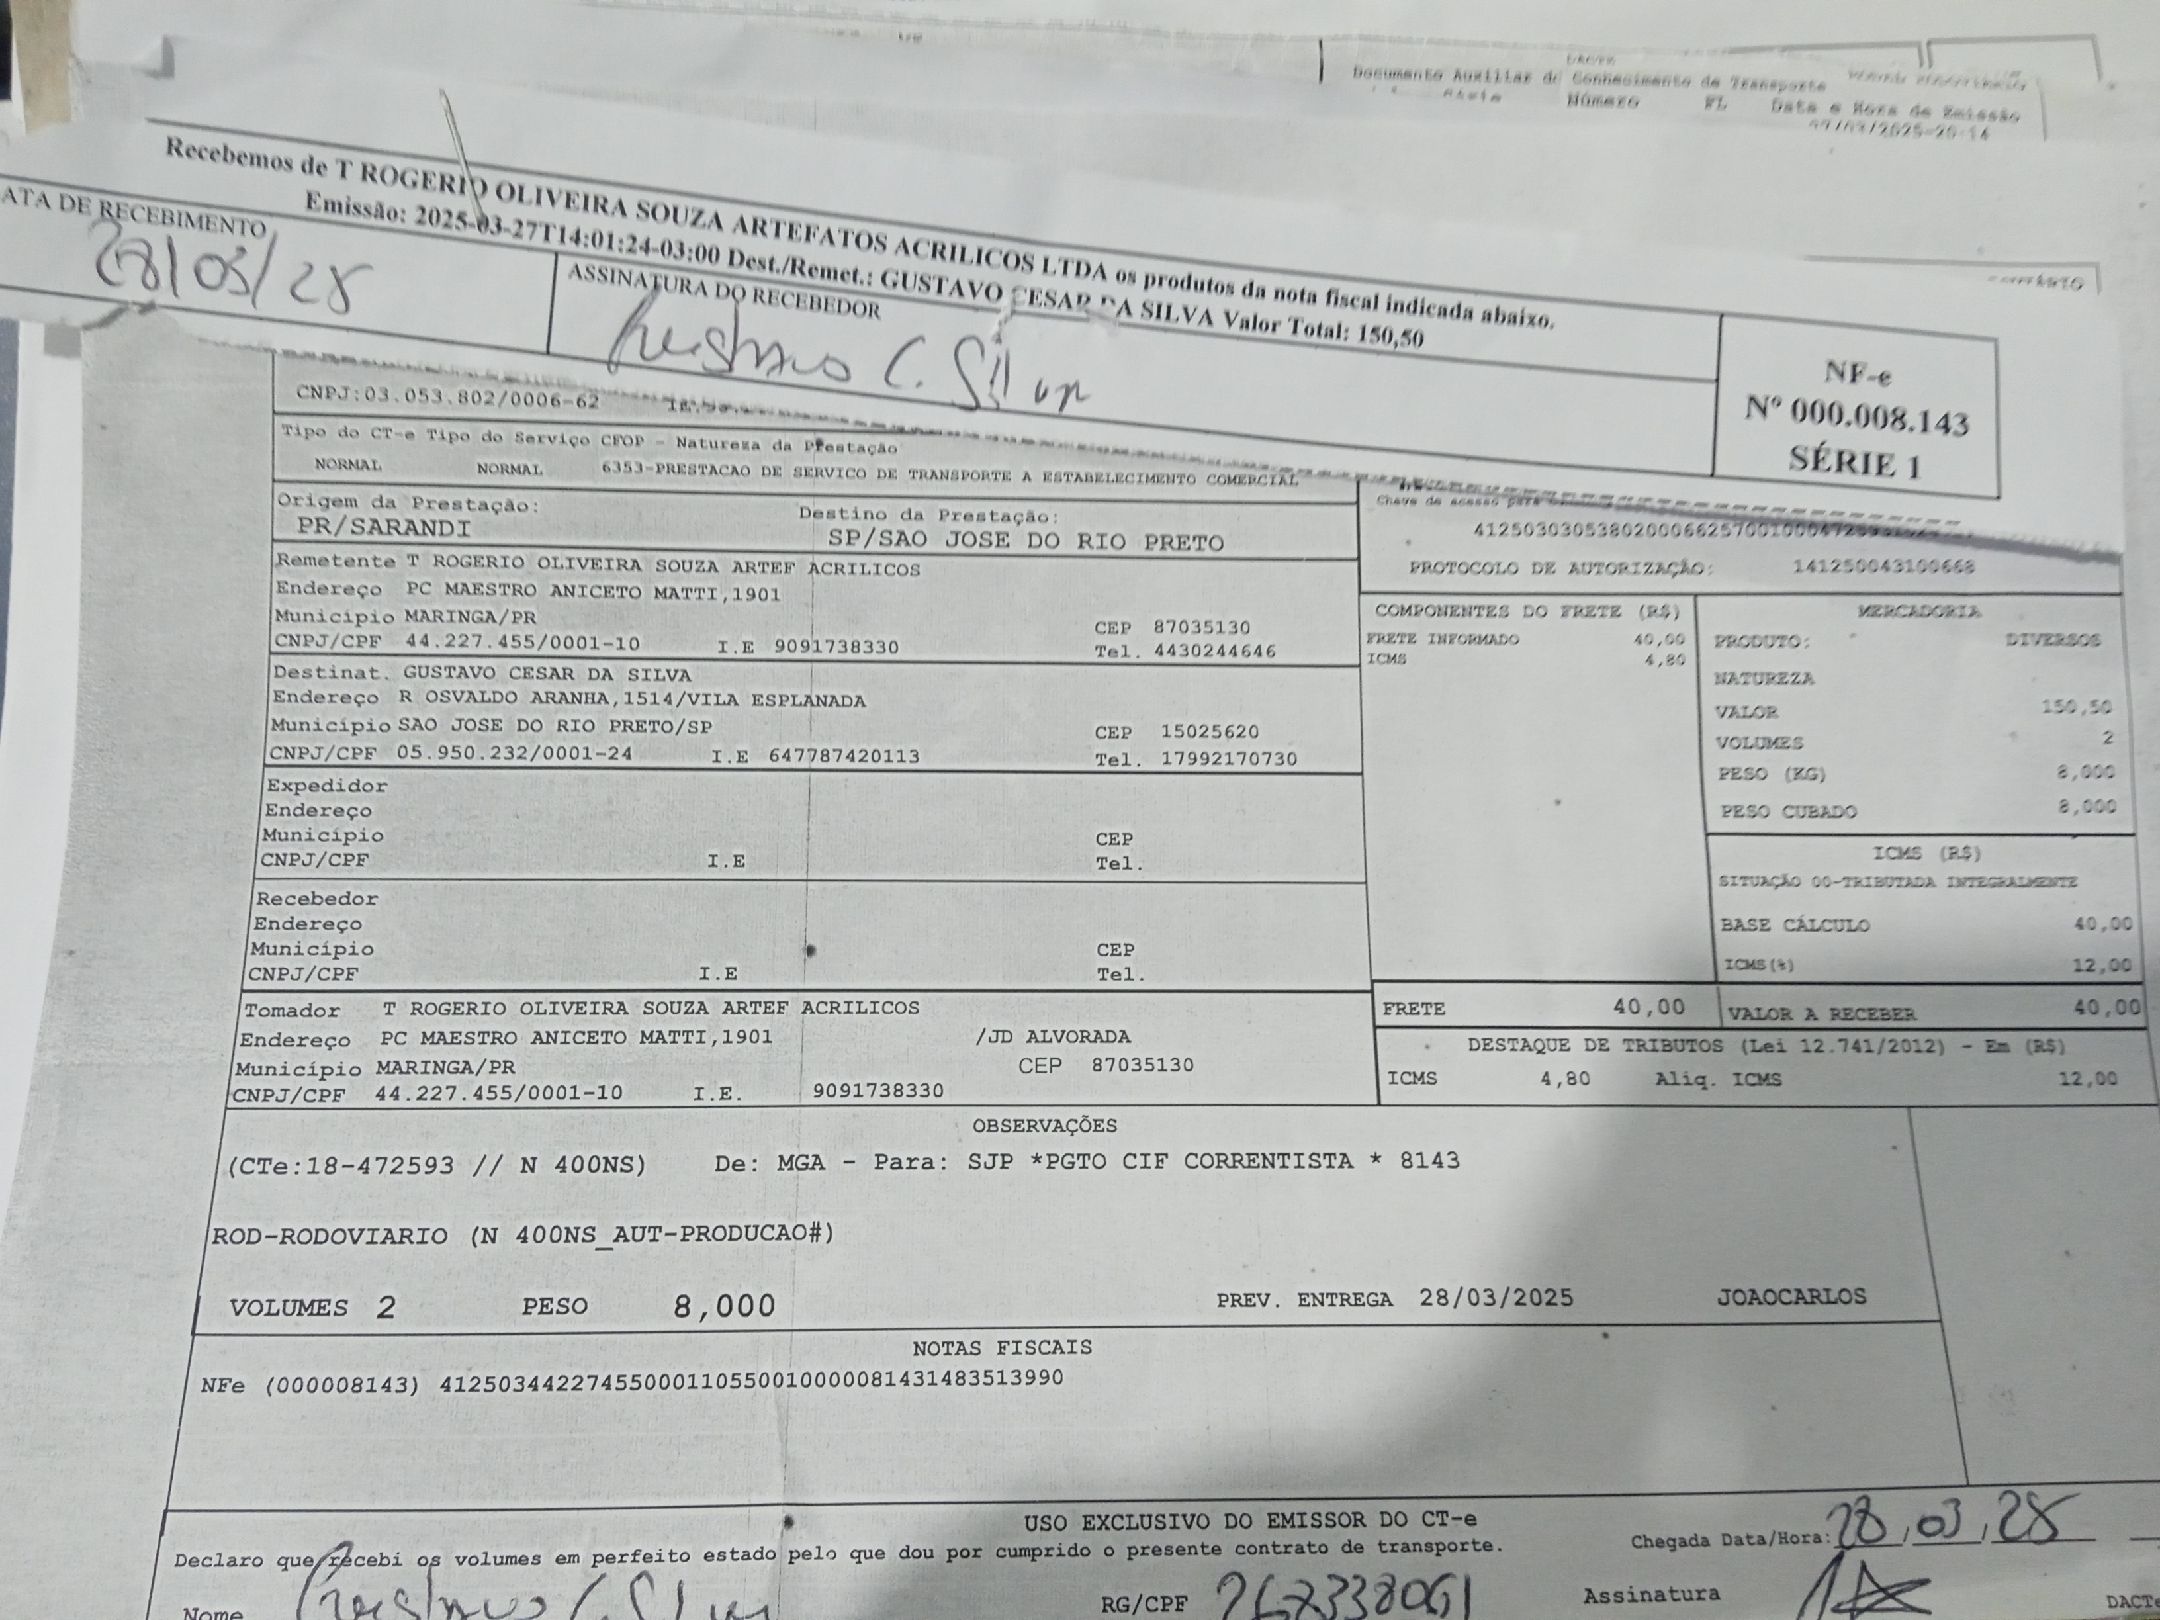 Documento Auxiliar de Conhecimento de Transporte
Número FL Data e Hora de Emissão
Recebemos de T ROGERIO OLIVEIRA SOUZA ARTEFATOS ACRILICOS LTDA os produtos da nota fiscal indicada abaixo.
Emissão: 2025-03-27T14:01:24-03:00 Dest./Remet.: GUSTAVO CESAR DA SILVA Valor Total: 150,50
ATA DE RECEBIMENTO
28/03/25
ASSINATURA DO RECEBEDOR
Gustavo C. Silva
NF-e
Nº 000.008.143
SÉRIE 1
CNPJ:03.053.802/0006-62
Tipo do CT-e Tipo do Serviço CFOP - Natureza da Prestação
NORMAL NORMAL 6353-PRESTACAO DE SERVICO DE TRANSPORTE A ESTABELECIMENTO COMERCIAL
Origem da Prestação: Destino da Prestação:
PR/SARANDI SP/SAO JOSE DO RIO PRETO
Chave de acesso para
PROTOCOLO DE AUTORIZAÇÃO: 141250043100668
Remetente T ROGERIO OLIVEIRA SOUZA ARTEF ACRILICOS
Endereço PC MAESTRO ANICETO MATTI,1901
Município MARINGA/PR CEP 87035130
CNPJ/CPF 44.227.455/0001-10 I.E 9091738330 Tel. 4430244646
Destinat. GUSTAVO CESAR DA SILVA
Endereço R OSVALDO ARANHA,1514/VILA ESPLANADA
Município SAO JOSE DO RIO PRETO/SP CEP 15025620
CNPJ/CPF 05.950.232/0001-24 I.E 647787420113 Tel. 17992170730
Expedidor
Endereço
Município CEP
CNPJ/CPF I.E Tel.
Recebedor
Endereço
Município CEP
CNPJ/CPF I.E Tel.
Tomador T ROGERIO OLIVEIRA SOUZA ARTEF ACRILICOS
Endereço PC MAESTRO ANICETO MATTI,1901 /JD ALVORADA
Município MARINGA/PR CEP 87035130
CNPJ/CPF 44.227.455/0001-10 I.E. 9091738330
COMPONENTES DO FRETE (R$)
FRETE INFORMADO 40,00
ICMS 4,80
MERCADORIA
PRODUTO: DIVERSOS
NATUREZA
VALOR 150,50
VOLUMES 2
PESO (KG) 8,000
PESO CUBADO 8,000
ICMS (R$)
SITUAÇÃO 00-TRIBUTADA INTEGRALMENTE
BASE CÁLCULO 40,00
ICMS(%) 12,00
FRETE 40,00 VALOR A RECEBER 40,00
DESTAQUE DE TRIBUTOS (Lei 12.741/2012) - Em (R$)
ICMS 4,80 Aliq. ICMS 12,00
OBSERVAÇÕES
(CTe:18-472593 // N 400NS) De: MGA - Para: SJP *PGTO CIF CORRENTISTA * 8143
ROD-RODOVIARIO (N 400NS_AUT-PRODUCAO#)
VOLUMES 2 PESO 8,000 PREV. ENTREGA 28/03/2025 JOAOCARLOS
NOTAS FISCAIS
NFe (000008143) 41250344227455000110550010000081431483513990
USO EXCLUSIVO DO EMISSOR DO CT-e
Chegada Data/Hora: 28,03,25
Declaro que recebi os volumes em perfeito estado pelo que dou por cumprido o presente contrato de transporte.
Nome Gustavo C. Silva RG/CPF 267338061 Assinatura